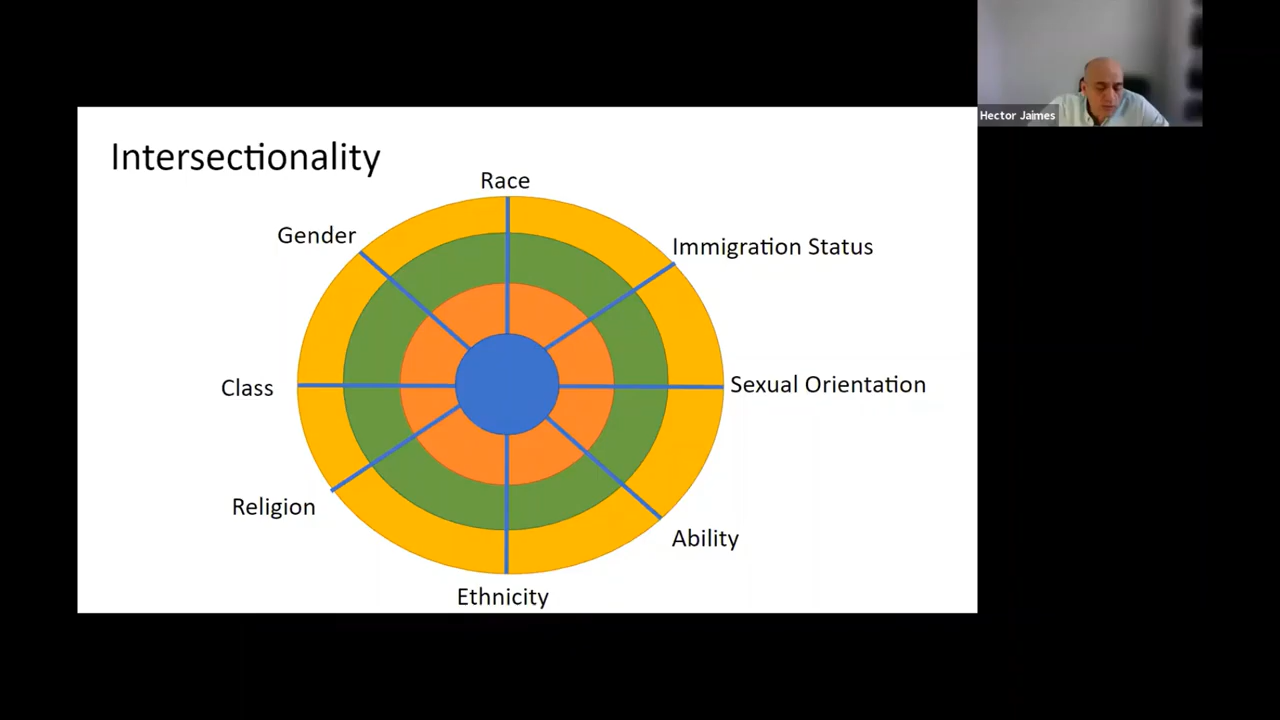 Hector Jaimes
Intersectionality
Race
Gender
Immigration Status
Class
Sexual Orientation
Religion
Ability
Ethnicity